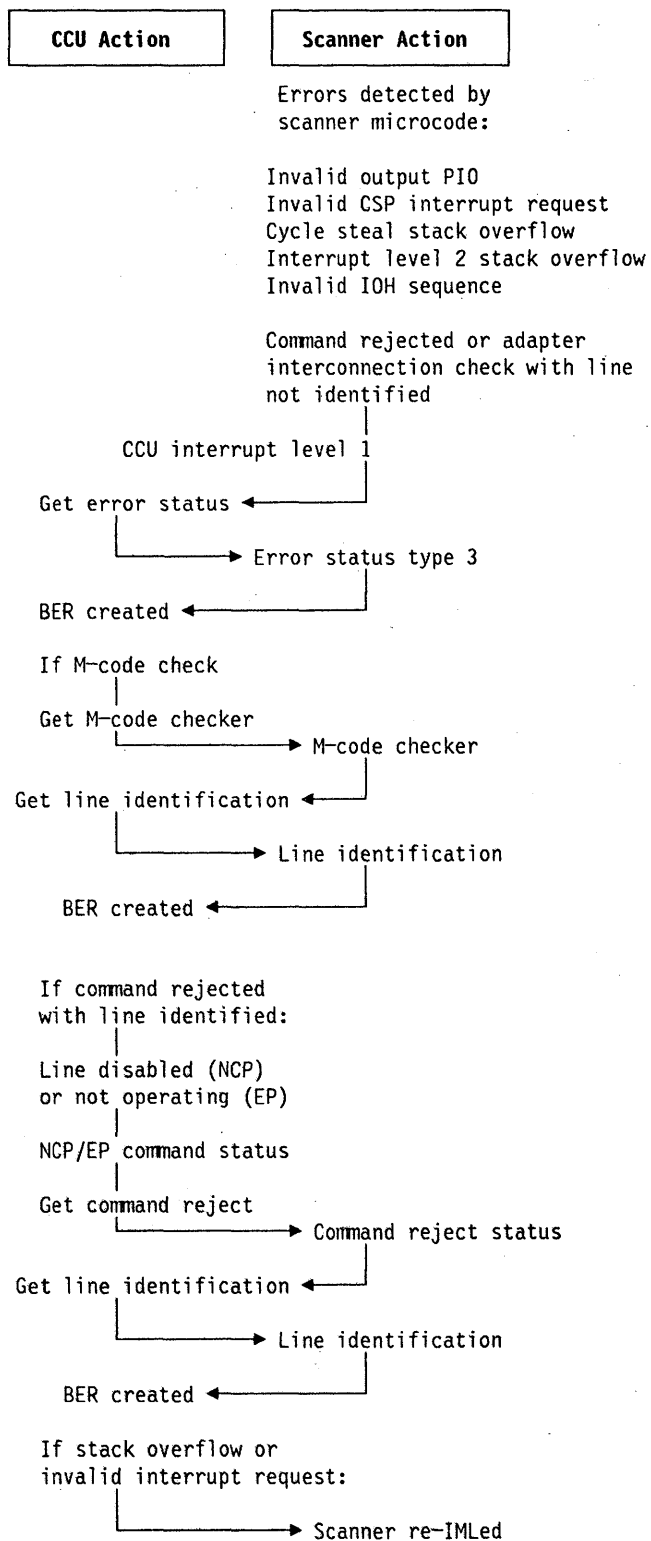 CCU Action
Scanner Action
Errors detected by
scanner microcode:
Invalid output PIO
Invalid CSP interrupt request
Cycle steal stack overflow
Interrupt level 2 stack overflow
Invalid IOH sequence
Command rejected or adapter
interconnection check with line
not identified
CCU interrupt level 1
Get error status
Error status type 3
BER created
If M-code check
Get M-code checker
M-code checker
Get line identification
Line identification
BER created
If command rejected
with line identified:
Line disabled (NCP)
or not operating (EP)
NCP/EP command status
Get command reject
Command reject status
Get line identification
Line identification
BER created
If stack overflow or
invalid interrupt request:
Scanner re-IMLed